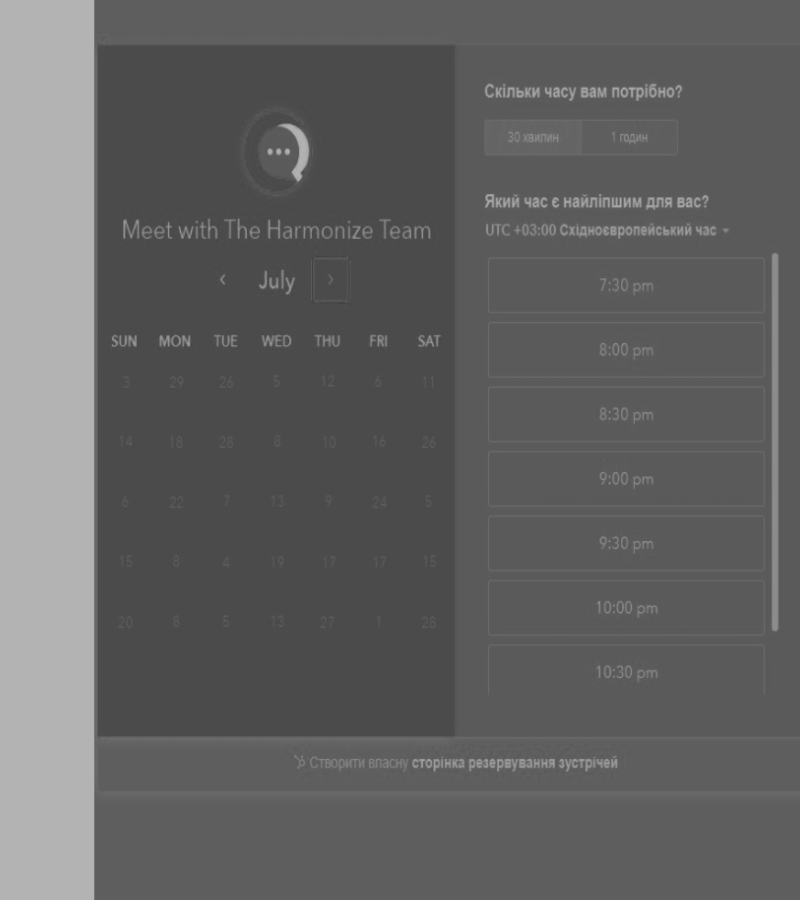 Meet with The Harmonize Team
July
SUN MON TUE WED THU FRI SAT
3 29 26 5 12 6 11
14 18 28 8 10 16 26
6 22 7 13 9 24 5
15 8 4 19 17 17 15
20 8 5 13 27 1 28
Скільки часу вам потрібно?
30 хвилин 1 годин
Який час є найліпшим для вас?
UTC +03:00 Східноєвропейський час
7:30 pm
8:00 pm
8:30 pm
9:00 pm
9:30 pm
10:00 pm
10:30 pm
Створити власну сторінка резервування зустрічей